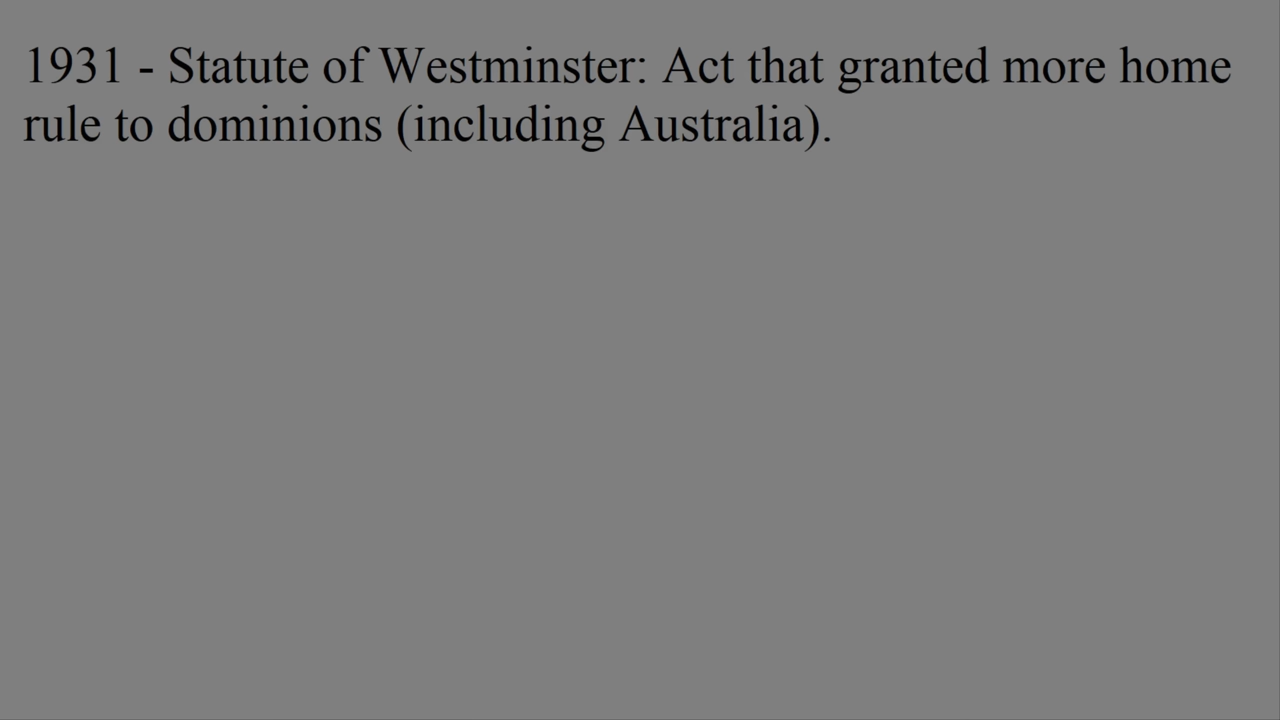 1931 - Statute of Westminster: Act that granted more home
rule to dominions (including Australia).